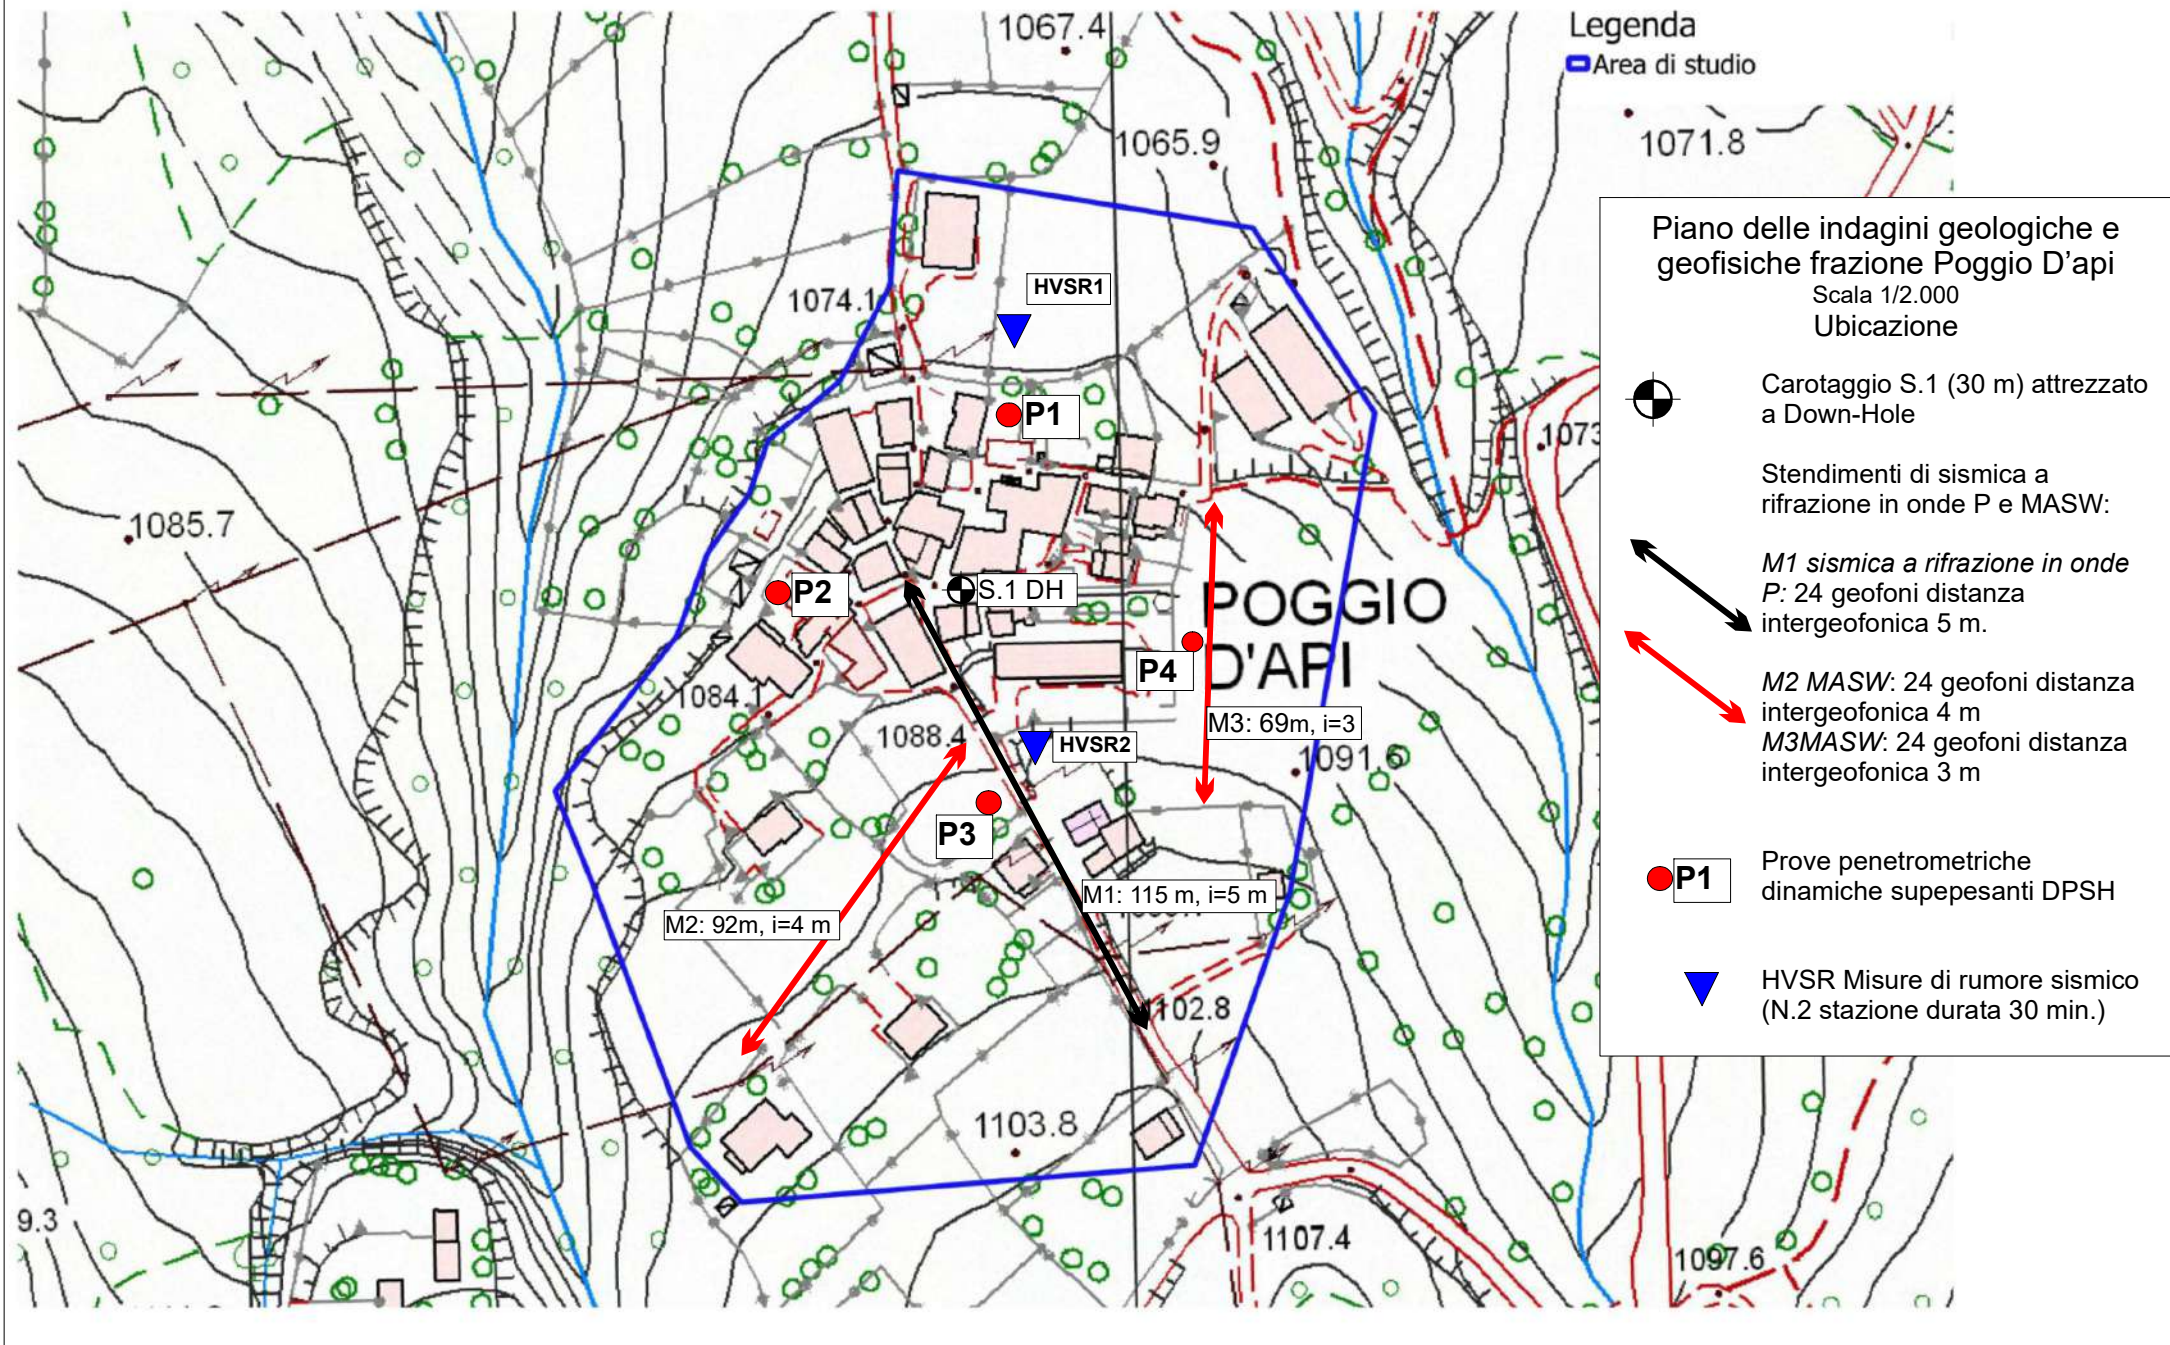 Legenda
Area di studio
1067.4
1065.9
1071.8
Piano delle indagini geologiche e
geofisiche frazione Poggio D'api
Scala 1/2.000
Ubicazione
Carotaggio S.1 (30 m) attrezzato
a Down-Hole
Stendimenti di sismica a
rifrazione in onde P e MASW:
M1 sismica a rifrazione in onde
P: 24 geofoni distanza
intergeofonica 5 m.
M2 MASW: 24 geofoni distanza
intergeofonica 4 m
M3MASW: 24 geofoni distanza
intergeofonica 3 m
P1
Prove penetrometriche
dinamiche supepesanti DPSH
HVSR Misure di rumore sismico
(N.2 stazione durata 30 min.)
HVSR1
1074.1
P1
1073
1085.7
P2
S.1 DH
POGGIO
D'API
P4
1084.1
M3: 69m, i=3
1088.4
HVSR2
1091.6
P3
M1: 115 m, i=5 m
M2: 92m, i=4 m
1102.8
1103.8
9.3
1107.4
1097.6